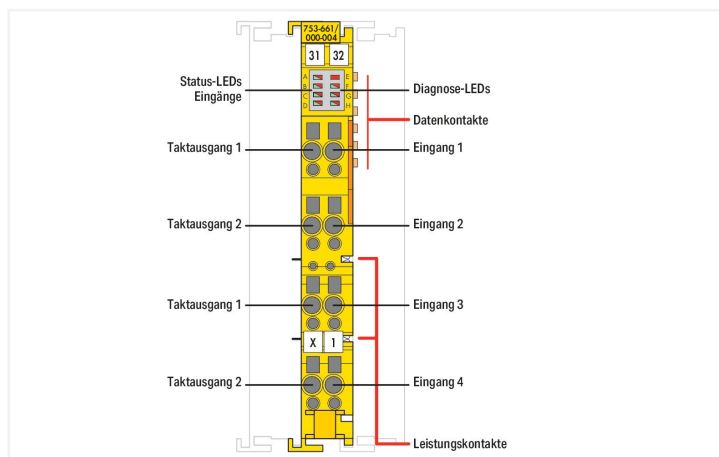 753-661/
000-004
31 32
A E
B F
C G
D H
Status-LEDs
Eingänge
Diagnose-LEDs
Datenkontakte
Taktausgang 1
Eingang 1
Taktausgang 2
Eingang 2
Taktausgang 1
Eingang 3
X 1
Taktausgang 2
Eingang 4
Leistungskontakte